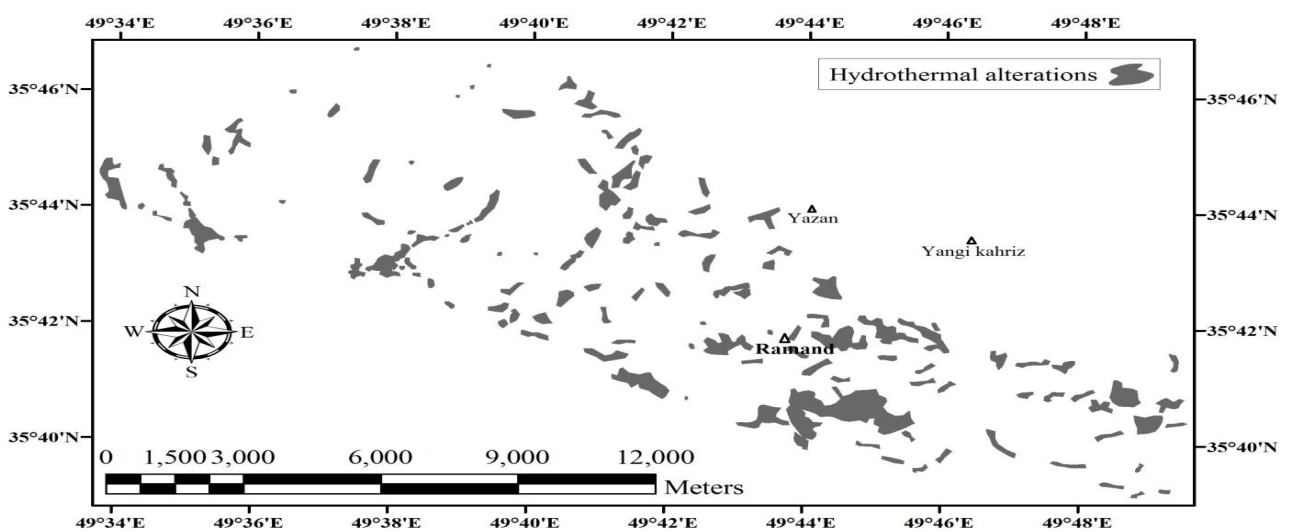 49°34'E 49°36'E 49°38'E 49°40'E 49°42'E 49°44'E 49°46'E 49°48'E
Hydrothermal alterations
35°46'N 35°46'N
35°44'N 35°44'N
Yazan
Yangi kahriz
N
W E
S
35°42'N 35°42'N
Ramand
35°40'N 35°40'N
0 1,500 3,000 6,000 9,000 12,000
Meters
49°34'E 49°36'E 49°38'E 49°40'E 49°42'E 49°44'E 49°46'E 49°48'E